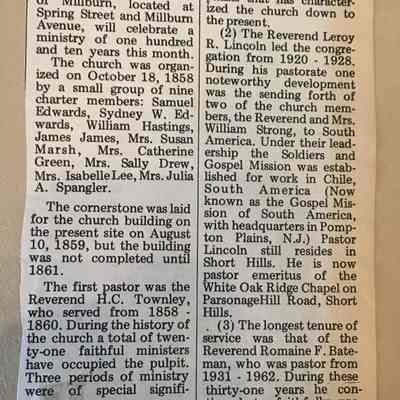 of Millburn, located at
Spring Street and Millburn
Avenue, will celebrate a
ministry of one hundred
and ten years this month.
The church was organ-
ized on October 18, 1858
by a small group of nine
charter members: Samuel
Edwards, Sydney W. Ed-
wards, William Hastings,
James James, Mrs. Susan
Marsh, Mrs. Catherine
Green, Mrs. Sally Drew,
Mrs. Isabelle Lee, Mrs. Julia
A. Spangler.
The cornerstone was laid
for the church building on
the present site on August
10, 1859, but the building
was not completed until
1861.
The first pastor was the
Reverend H.C. Townley,
who served from 1858 -
1860. During the history of
the church a total of twen-
ty-one faithful ministers
have occupied the pulpit.
Three periods of ministry
were of special signifi-
that has character-
ized the church down to
the present.
(2) The Reverend Leroy
R. Lincoln led the congre-
gation from 1920 - 1928.
During his pastorate one
noteworthy development
was the sending forth of
two of the church mem-
bers, the Reverend and Mrs.
William Strong, to South
America. Under their lead-
ership the Soldiers and
Gospel Mission was estab-
lished for work in Chile,
South America (Now
known as the Gospel Mis-
sion of South America,
with headquarters in Pomp-
ton Plains, N.J.) Pastor
Lincoln still resides in
Short Hills. He is now
pastor emeritus of the
White Oak Ridge Chapel on
ParsonageHill Road, Short
Hills.
. (3) The longest tenure of
service was that of the
Reverend Romaine F. Bate-
man, who was pastor from
1931 - 1962. During these
thirty-one years he con-